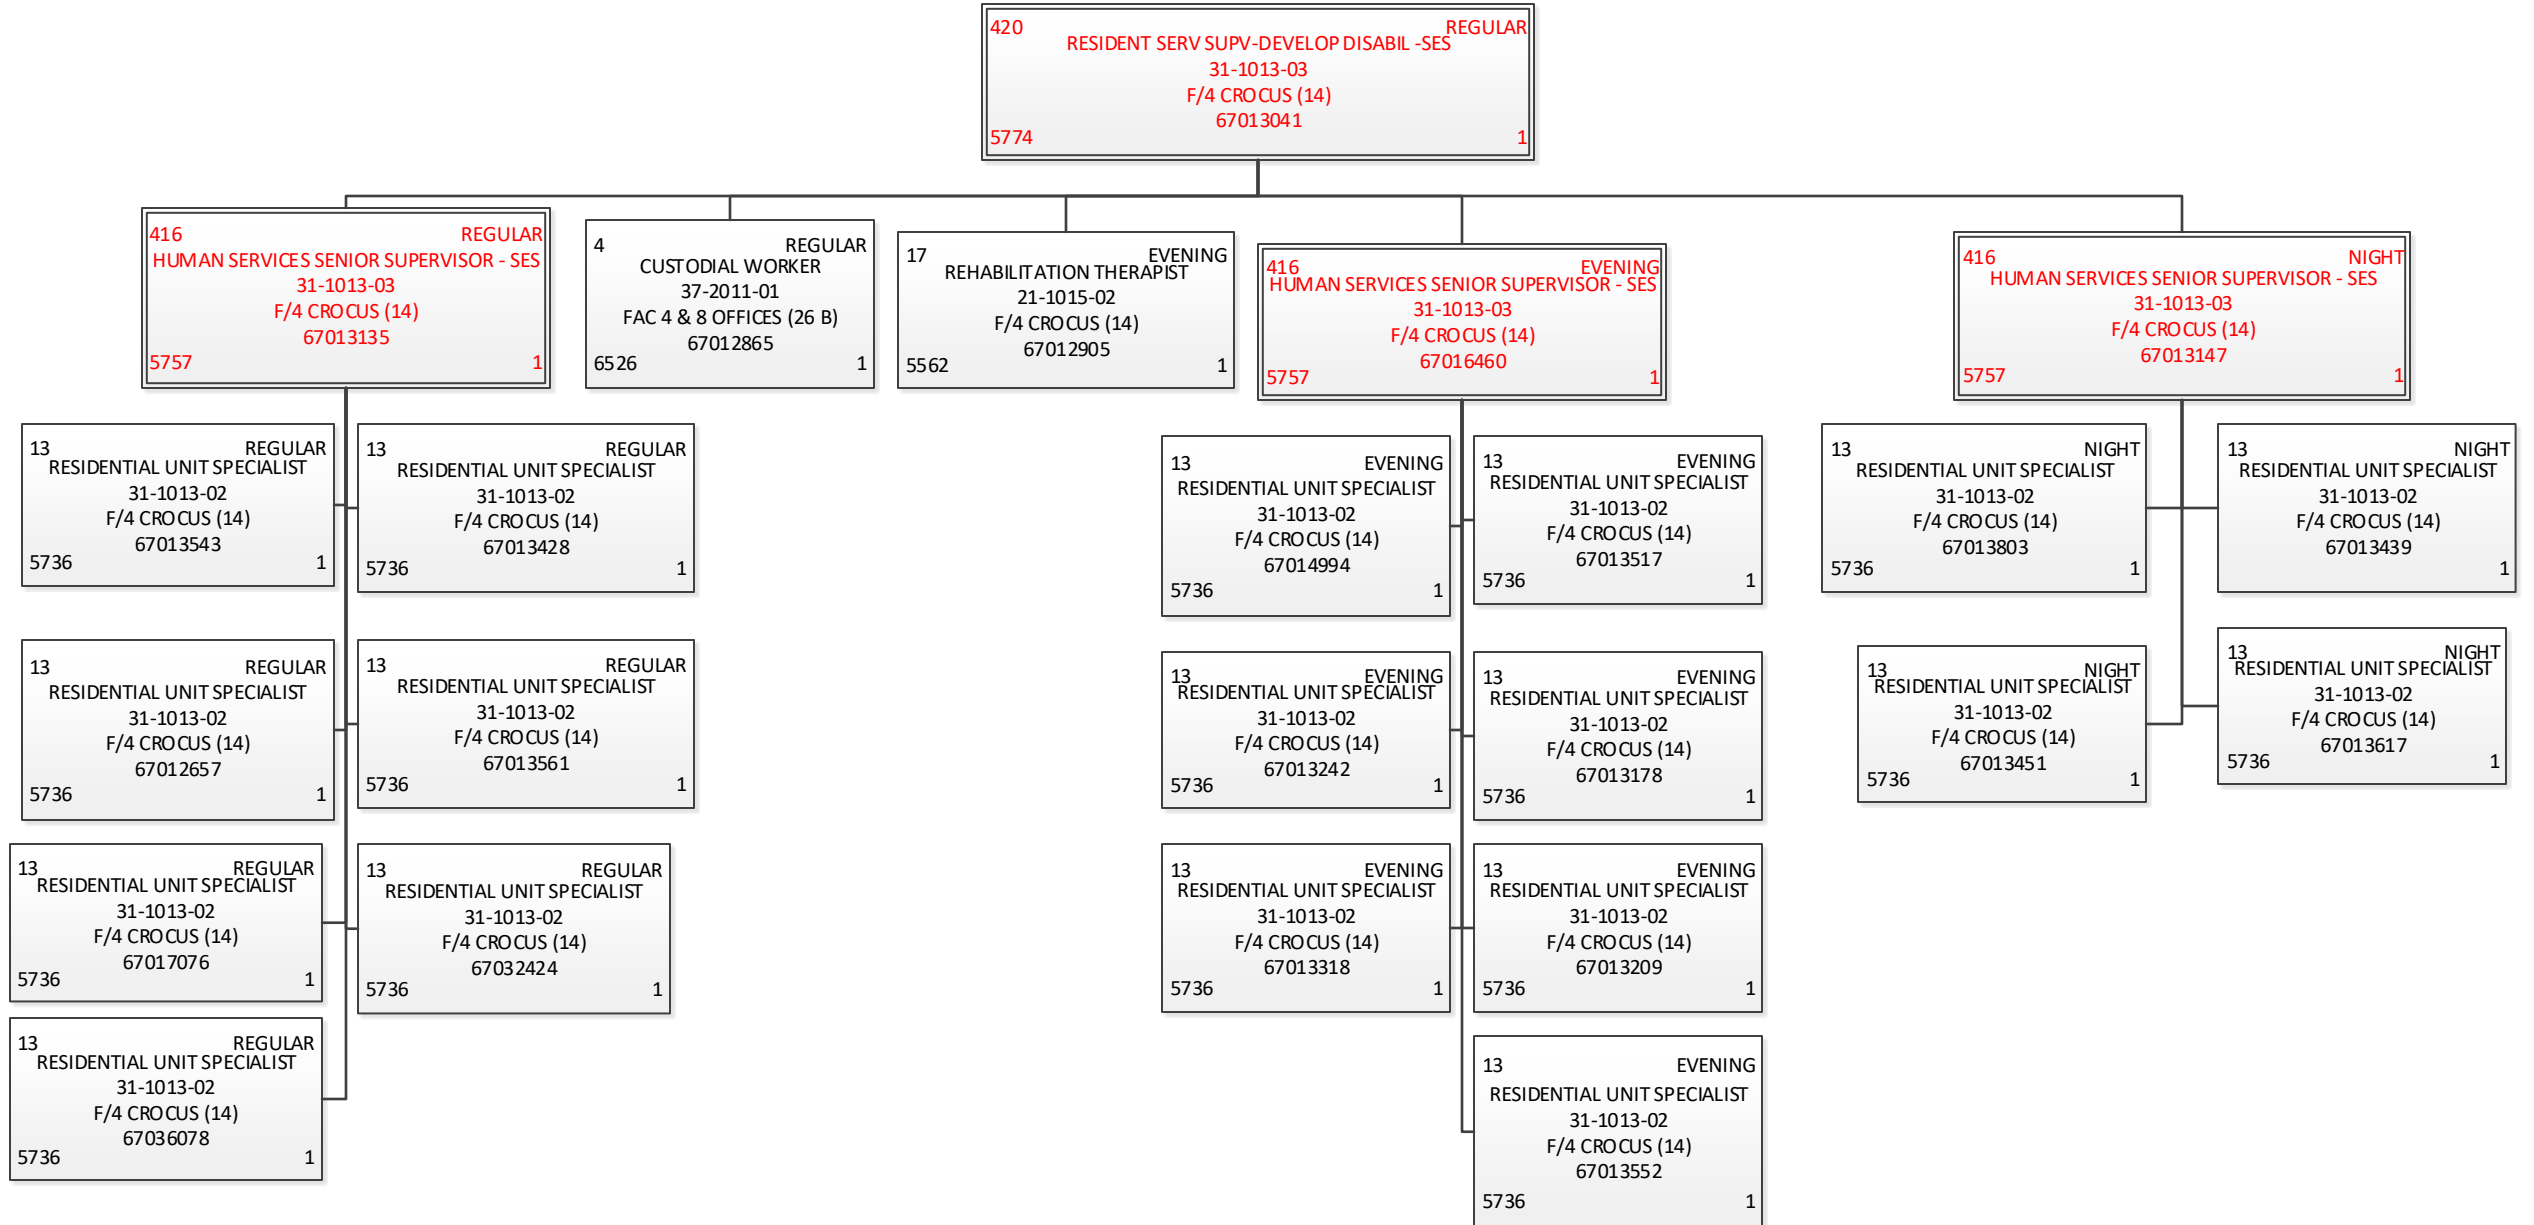 420 REGULAR
RESIDENT SERV SUPV-DEVELOP DISABIL -SES
31-1013-03
F/4 CROCUS (14)
67013041
5774 1
416 REGULAR
HUMAN SERVICES SENIOR SUPERVISOR - SES
31-1013-03
F/4 CROCUS (14)
67013135
5757 1
4 REGULAR
CUSTODIAL WORKER
37-2011-01
FAC 4 & 8 OFFICES (26 B)
67012865
6526 1
17 EVENING
REHABILITATION THERAPIST
21-1015-02
F/4 CROCUS (14)
67012905
5562 1
416 EVENING
HUMAN SERVICES SENIOR SUPERVISOR - SES
31-1013-03
F/4 CROCUS (14)
67016460
5757 1
416 NIGHT
HUMAN SERVICES SENIOR SUPERVISOR - SES
31-1013-03
F/4 CROCUS (14)
67013147
5757 1
13 REGULAR
RESIDENTIAL UNIT SPECIALIST
31-1013-02
F/4 CROCUS (14)
67013543
5736 1
13 REGULAR
RESIDENTIAL UNIT SPECIALIST
31-1013-02
F/4 CROCUS (14)
67013428
5736 1
13 EVENING
RESIDENTIAL UNIT SPECIALIST
31-1013-02
F/4 CROCUS (14)
67014994
5736 1
13 EVENING
RESIDENTIAL UNIT SPECIALIST
31-1013-02
F/4 CROCUS (14)
67013517
5736 1
13 NIGHT
RESIDENTIAL UNIT SPECIALIST
31-1013-02
F/4 CROCUS (14)
67013803
5736 1
13 NIGHT
RESIDENTIAL UNIT SPECIALIST
31-1013-02
F/4 CROCUS (14)
67013439
5736 1
13 REGULAR
RESIDENTIAL UNIT SPECIALIST
31-1013-02
F/4 CROCUS (14)
67012657
5736 1
13 REGULAR
RESIDENTIAL UNIT SPECIALIST
31-1013-02
F/4 CROCUS (14)
67013561
5736 1
13 EVENING
RESIDENTIAL UNIT SPECIALIST
31-1013-02
F/4 CROCUS (14)
67013242
5736 1
13 EVENING
RESIDENTIAL UNIT SPECIALIST
31-1013-02
F/4 CROCUS (14)
67013178
5736 1
13 NIGHT
RESIDENTIAL UNIT SPECIALIST
31-1013-02
F/4 CROCUS (14)
67013451
5736 1
13 NIGHT
RESIDENTIAL UNIT SPECIALIST
31-1013-02
F/4 CROCUS (14)
67013617
5736 1
13 REGULAR
RESIDENTIAL UNIT SPECIALIST
31-1013-02
F/4 CROCUS (14)
67017076
5736 1
13 REGULAR
RESIDENTIAL UNIT SPECIALIST
31-1013-02
F/4 CROCUS (14)
67032424
5736 1
13 EVENING
RESIDENTIAL UNIT SPECIALIST
31-1013-02
F/4 CROCUS (14)
67013318
5736 1
13 EVENING
RESIDENTIAL UNIT SPECIALIST
31-1013-02
F/4 CROCUS (14)
67013209
5736 1
13 REGULAR
RESIDENTIAL UNIT SPECIALIST
31-1013-02
F/4 CROCUS (14)
67036078
5736 1
13 EVENING
RESIDENTIAL UNIT SPECIALIST
31-1013-02
F/4 CROCUS (14)
67013552
5736 1